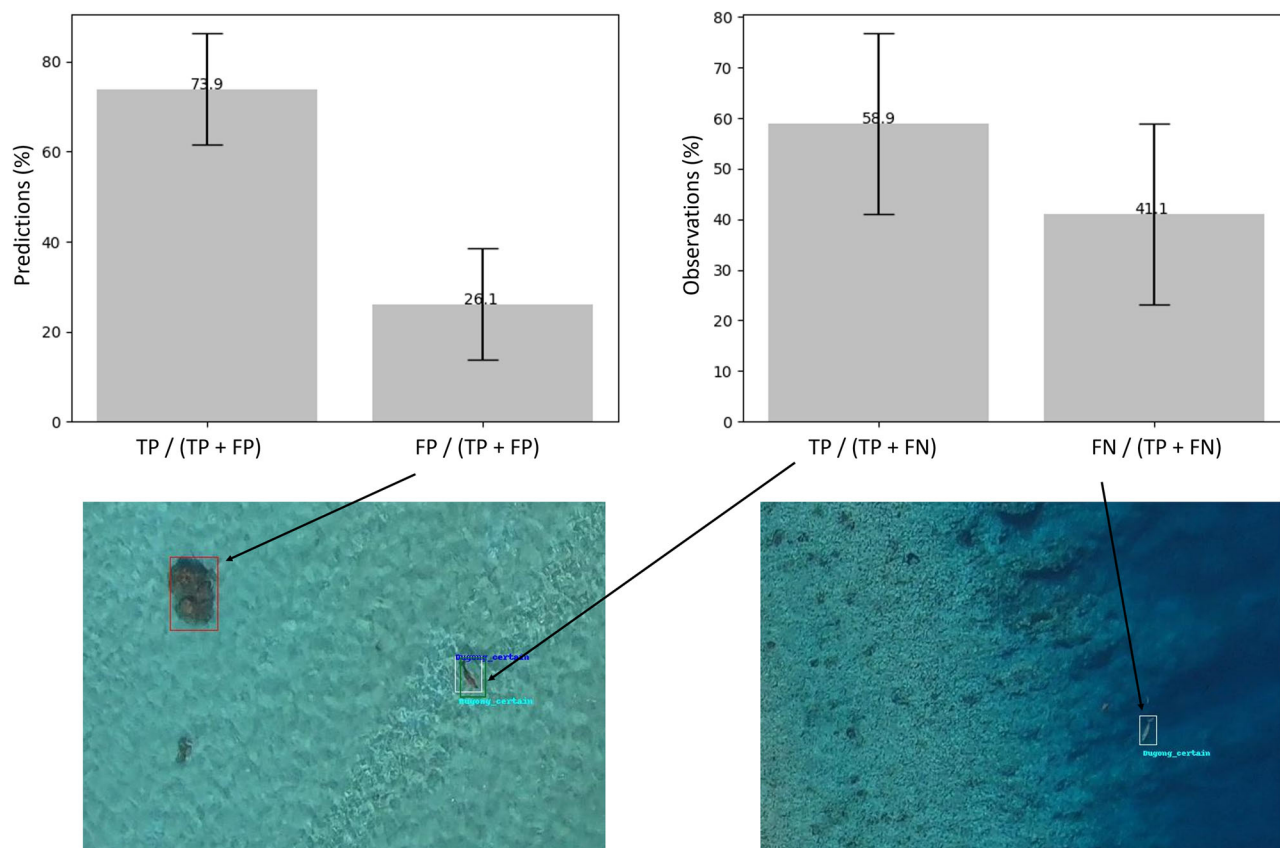 Predictions (%)
80
60
40
20
0
73.9
26.1
TP / (TP + FP)
FP / (TP + FP)
Observations (%)
80
70
60
50
40
30
20
10
0
58.9
41.1
TP / (TP + FN)
FN / (TP + FN)
Dugong_certain
Dugong_certain
Dugong_certain